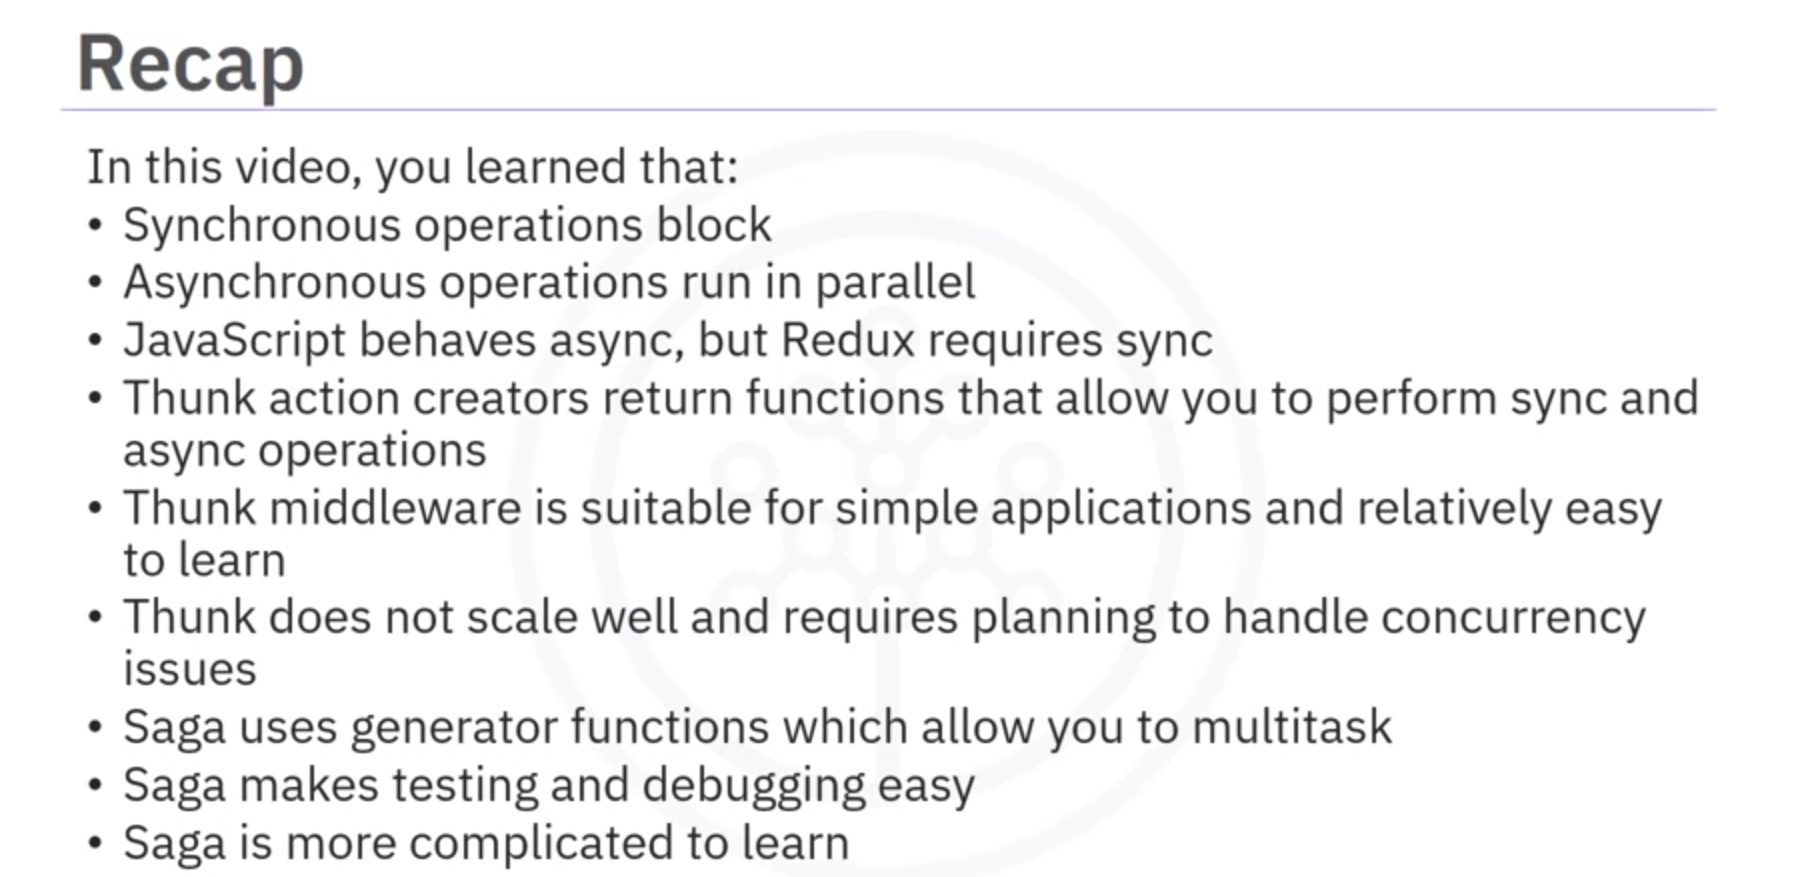 Recap
In this video, you learned that:
• Synchronous operations block
• Asynchronous operations run in parallel
• JavaScript behaves async, but Redux requires sync
• Thunk action creators return functions that allow you to perform sync and
async operations
• Thunk middleware is suitable for simple applications and relatively easy
to learn
• Thunk does not scale well and requires planning to handle concurrency
issues
• Saga uses generator functions which allow you to multitask
• Saga makes testing and debugging easy
• Saga is more complicated to learn